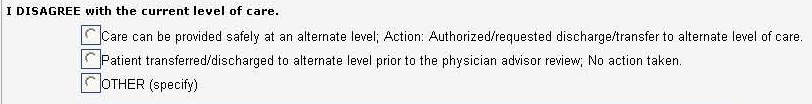 I DISAGREE with the current level of care.
Care can be provided safely at an alternate level; Action: Authorized/requested discharge/transfer to alternate level of care.
Patient transferred/discharged to alternate level prior to the physician advisor review; No action taken.
OTHER (specify)